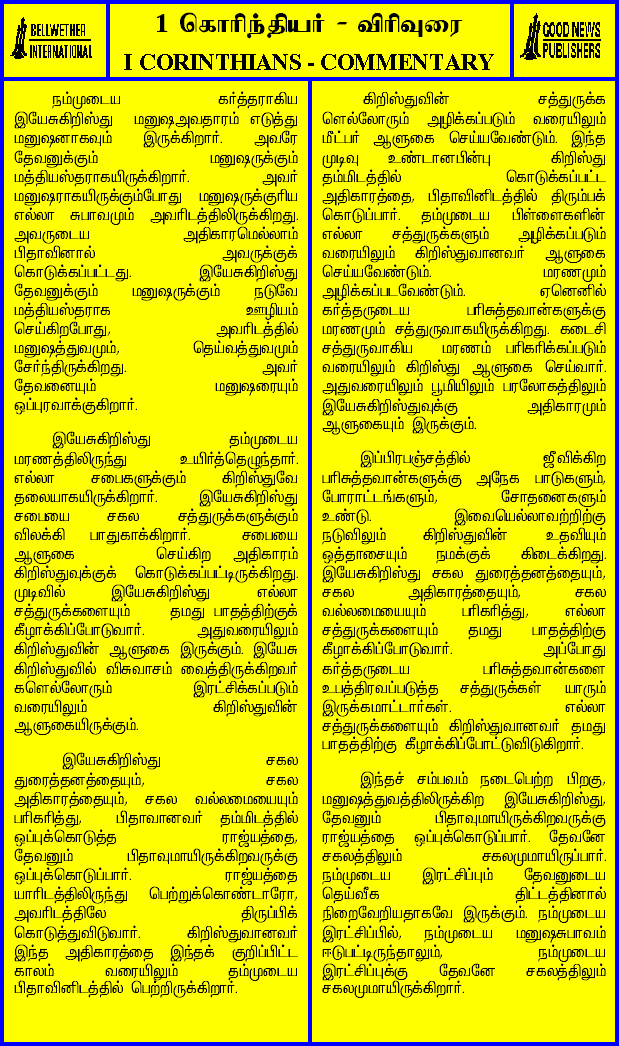 BELLWETHER
INTERNATIONAL
1 கொரிந்தியர் - விரிவுரை
I CORINTHIANS - COMMENTARY
GOOD NEWS
PUBLISHERS
நம்முடைய கர்த்தராகிய
இயேசுகிறிஸ்து மனுஷஅவதாரம் எடுத்து
மனுஷனாகவும் இருக்கிறார். அவரே
தேவனுக்கும் மனுஷருக்கும்
மத்தியஸ்தராகயிருக்கிறார். அவர்
மனுஷராகயிருக்கும்போது மனுஷருக்குரிய
எல்லா சுபாவமும் அவரிடத்திலிருக்கிறது.
அவருடைய அதிகாரமெல்லாம்
பிதாவினால் அவருக்குக்
கொடுக்கப்பட்டது. இயேசுகிறிஸ்து
தேவனுக்கும் மனுஷருக்கும் நடுவே
மத்தியஸ்தராக ஊழியம்
செய்கிறபோது, அவரிடத்தில்
மனுஷத்துவமும், தெய்வத்துவமும்
சேர்ந்திருக்கிறது. அவர்
தேவனையும் மனுஷரையும்
ஒப்புரவாக்குகிறார்.
இயேசுகிறிஸ்து தம்முடைய
மரணத்திலிருந்து உயிர்த்தெழுந்தார்.
எல்லா சபைகளுக்கும் கிறிஸ்துவே
தலையாகயிருக்கிறார். இயேசுகிறிஸ்து
சபையை சகல சத்துருக்களுக்கும்
விலக்கி பாதுகாக்கிறார். சபையை
ஆளுகை செய்கிற அதிகாரம்
கிறிஸ்துவுக்குக் கொடுக்கப்பட்டிருக்கிறது.
முடிவில் இயேசுகிறிஸ்து எல்லா
சத்துருக்களையும் தமது பாதத்திற்குக்
கீழாக்கிப்போடுவார். அதுவரையிலும்
கிறிஸ்துவின் ஆளுகை இருக்கும். இயேசு
கிறிஸ்துவில் விசுவாசம் வைத்திருக்கிறவர்
களெல்லோரும் இரட்சிக்கப்படும்
வரையிலும் கிறிஸ்துவின்
ஆளுகையிருக்கும்.
இயேசுகிறிஸ்து சகல
துரைத்தனத்தையும், சகல
அதிகாரத்தையும், சகல வல்லமையையும்
பரிகரித்து, பிதாவானவர் தம்மிடத்தில்
ஒப்புக்கொடுத்த ராஜ்யத்தை,
தேவனும் பிதாவுமாயிருக்கிறவருக்கு
ஒப்புக்கொடுப்பார். ராஜ்யத்தை
யாரிடத்திலிருந்து பெற்றுக்கொண்டாரோ,
அவரிடத்திலே திருப்பிக்
கொடுத்துவிடுவார். கிறிஸ்துவானவர்
இந்த அதிகாரத்தை இந்தக் குறிப்பிட்ட
காலம் வரையிலும் தம்முடைய
பிதாவினிடத்தில் பெற்றிருக்கிறார்.
கிறிஸ்துவின் சத்துருக்க
ளெல்லோரும் அழிக்கப்படும் வரையிலும்
மீட்பர் ஆளுகை செய்யவேண்டும். இந்த
முடிவு உண்டானபின்பு கிறிஸ்து
தம்மிடத்தில் கொடுக்கப்பட்ட
அதிகாரத்தை, பிதாவினிடத்தில் திரும்பக்
கொடுப்பார். தம்முடைய பிள்ளைகளின்
எல்லா சத்துருக்களும் அழிக்கப்படும்
வரையிலும் கிறிஸ்துவானவர் ஆளுகை
செய்யவேண்டும். மரணமும்
அழிக்கப்படவேண்டும். ஏனெனில்
கர்த்தருடைய பரிசுத்தவான்களுக்கு
மரணமும் சத்துருவாகயிருக்கிறது. கடைசி
சத்துருவாகிய மரணம் பரிகரிக்கப்படும்
வரையிலும் கிறிஸ்து ஆளுகை செய்வார்.
அதுவரையிலும் பூமியிலும் பரலோகத்திலும்
இயேசுகிறிஸ்துவுக்கு அதிகாரமும்
ஆளுகையும் இருக்கும்.
இப்பிரபஞ்சத்தில் ஜீவிக்கிற
பரிசுத்தவான்களுக்கு அநேக பாடுகளும்,
போராட்டங்களும், சோதனைகளும்
உண்டு. இவையெல்லாவற்றிற்கு
நடுவிலும் கிறிஸ்துவின் உதவியும்
ஒத்தாசையும் நமக்குக் கிடைக்கிறது.
இயேசுகிறிஸ்து சகல துரைத்தனத்தையும்,
சகல அதிகாரத்தையும், சகல
வல்லமையையும் பரிகரித்து, எல்லா
சத்துருக்களையும் தமது பாதத்திற்கு
கீழாக்கிப்போடுவார். அப்போது
கர்த்தருடைய பரிசுத்தவான்களை
உபத்திரவப்படுத்த சத்துருக்கள் யாரும்
இருக்கமாட்டார்கள். எல்லா
சத்துருக்களையும் கிறிஸ்துவானவர் தமது
பாதத்திற்கு கீழாக்கிப்போட்டுவிடுகிறார்.
இந்தச் சம்பவம் நடைபெற்ற பிறகு,
மனுஷத்துவத்திலிருக்கிற இயேசுகிறிஸ்து,
தேவனும் பிதாவுமாயிருக்கிறவருக்கு
ராஜ்யத்தை ஒப்புக்கொடுப்பார். தேவனே
சகலத்திலும் சகலமுமாயிருப்பார்.
நம்முடைய இரட்சிப்பும் தேவனுடைய
தெய்வீக திட்டத்தினால்
நிறைவேறியதாகவே இருக்கும். நம்முடைய
இரட்சிப்பில், நம்முடைய மனுஷசுபாவம்
ஈடுபட்டிருந்தாலும், நம்முடைய
இரட்சிப்புக்கு தேவனே சகலத்திலும்
சகலமுமாயிருக்கிறார்.